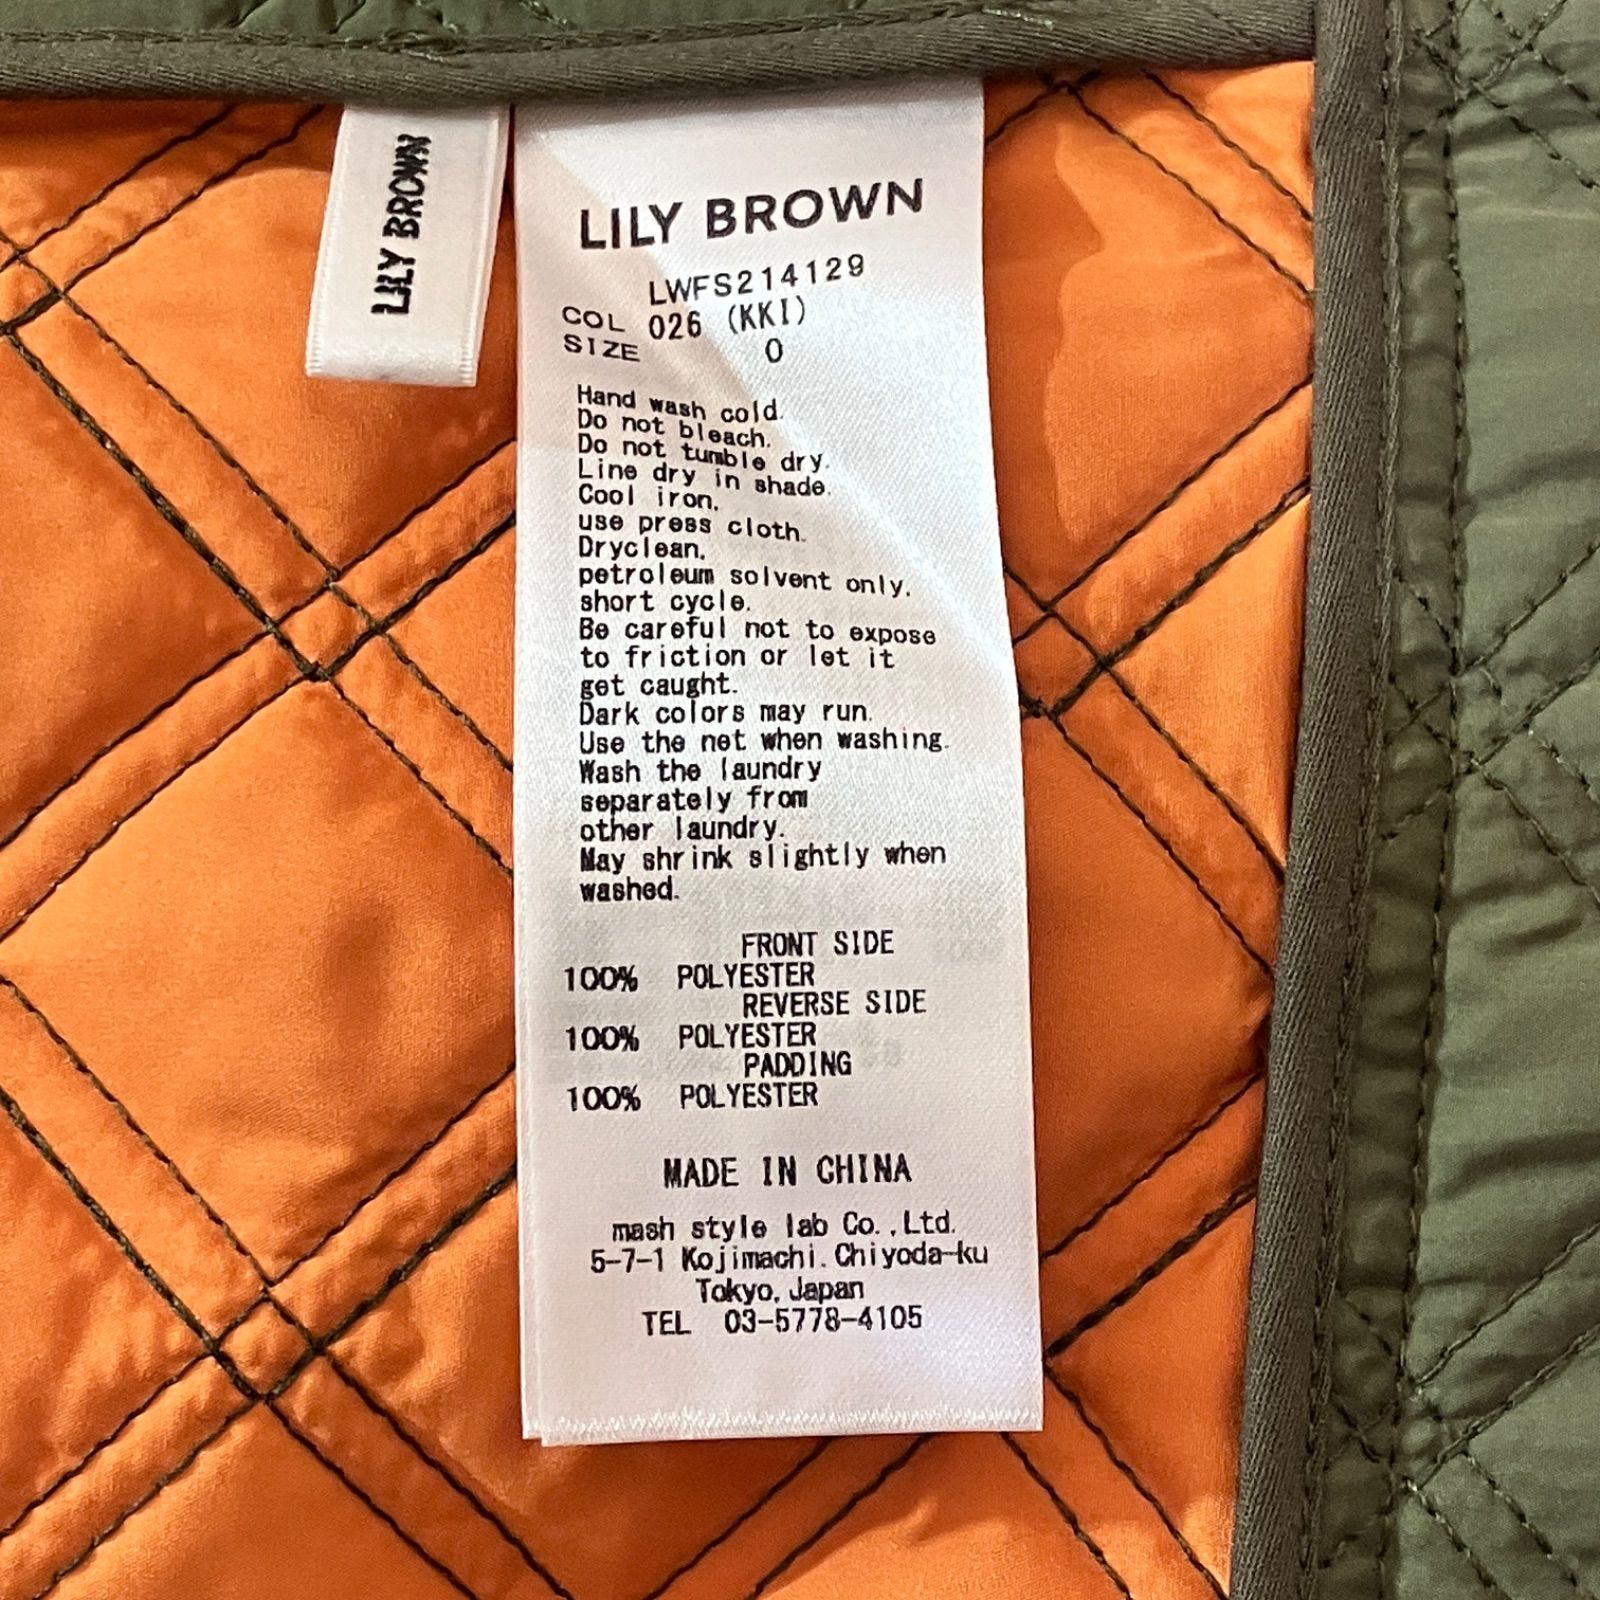 LILY BROWN
LILY BROWN
LWFS214129
COL 026 (KKI)
SIZE 0
Hand wash cold.
Do not bleach.
Do not tumble dry.
Line dry in shade.
Cool iron.
use press cloth.
Dryclean.
petroleum solvent only.
short cycle.
Be careful not to expose
to friction or let it
get caught.
Dark colors may run.
Use the net when washing.
Wash the laundry
separately from
other laundry.
May shrink slightly when
washed.
FRONT SIDE
100% POLYESTER
REVERSE SIDE
100% POLYESTER
PADDING
100% POLYESTER
MADE IN CHINA
mash style lab Co.,Ltd.
5-7-1 Kojimachi.Chiyoda-ku
Tokyo,Japan
TEL 03-5778-4105